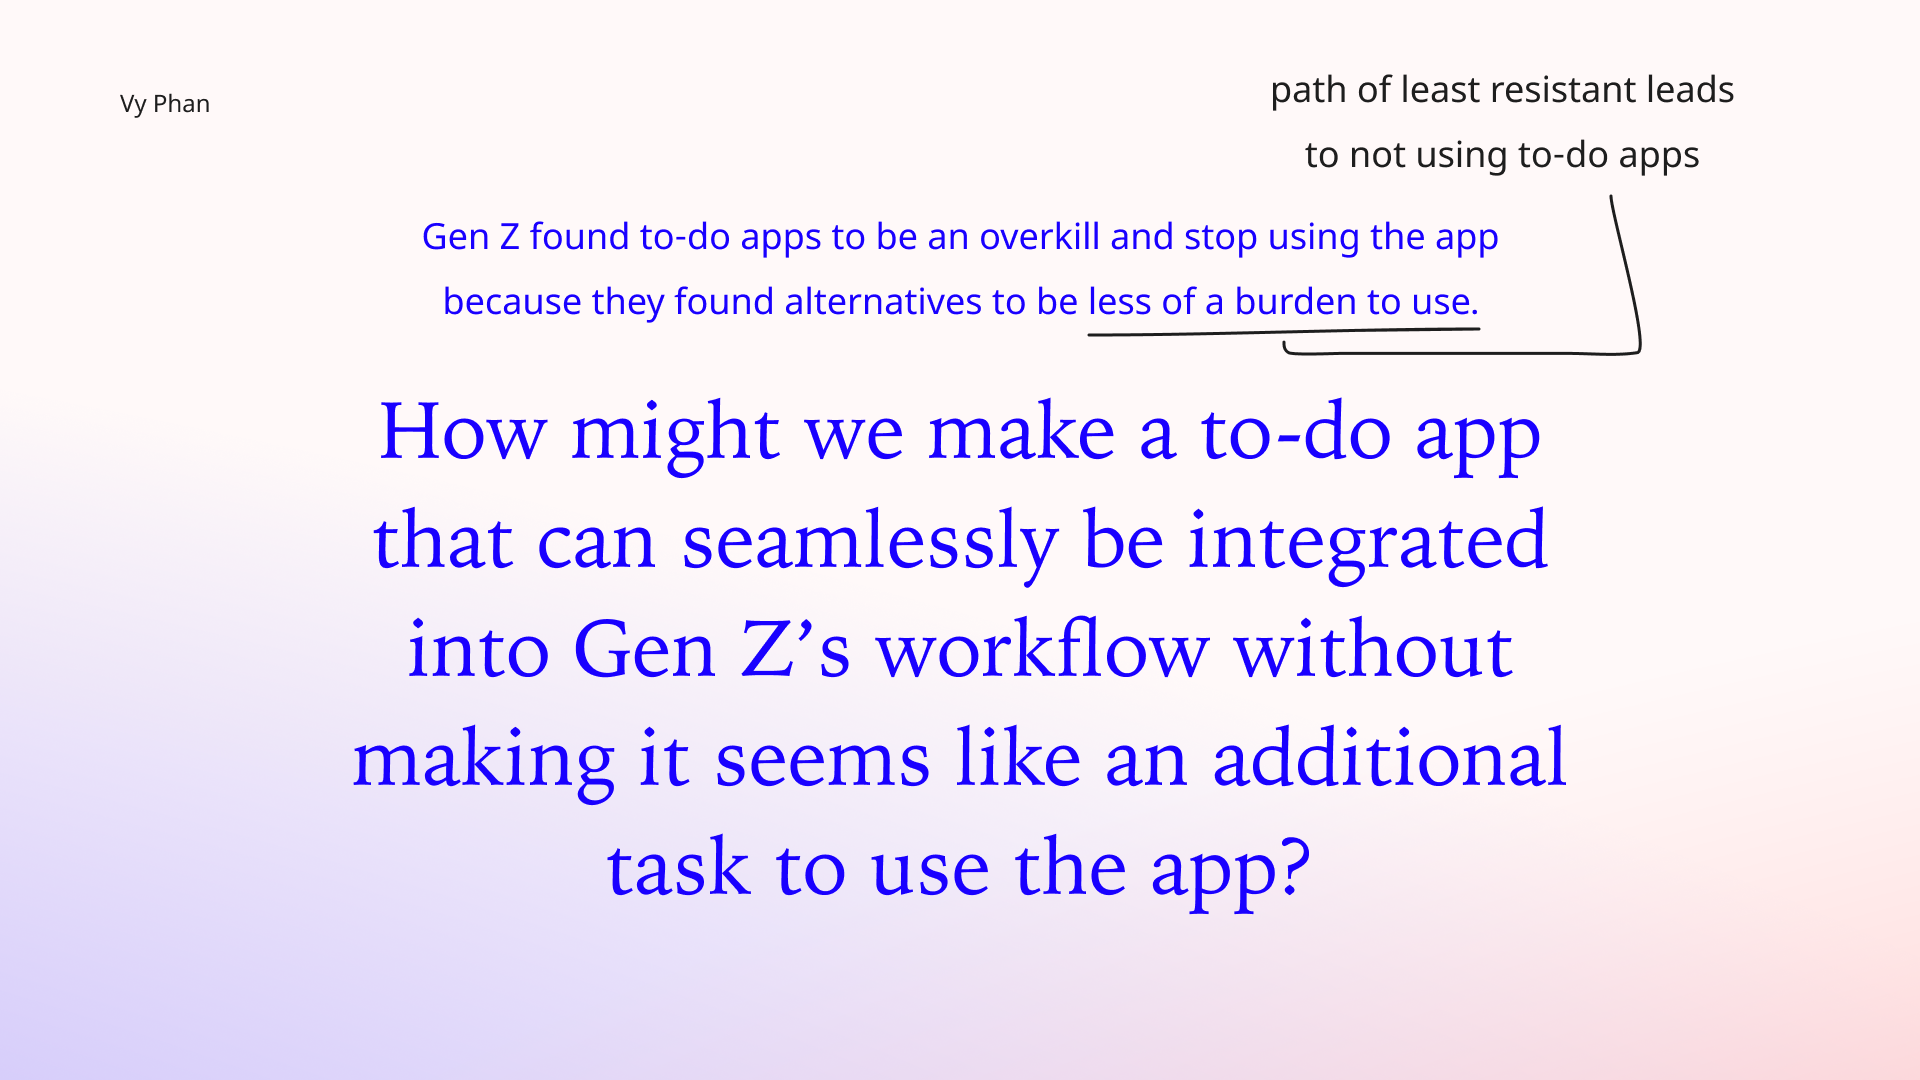 Vy Phan
path of least resistant leads
to not using to-do apps
Gen Z found to-do apps to be an overkill and stop using the app
because they found alternatives to be less of a burden to use.
How might we make a to-do app
that can seamlessly be integrated
into Gen Z’s workflow without
making it seems like an additional
task to use the app?